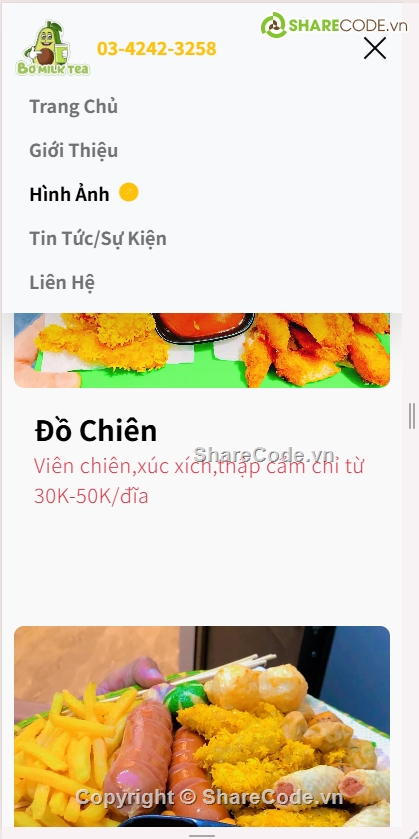 SHARECODE.vn
Bơ MILK TEA
03-4242-3258
Trang Chủ
Giới Thiệu
Hình Ảnh
Tin Tức/Sự Kiện
Liên Hệ
Đồ Chiên
ShareCode.vn
Viên chiên,xúc xích,thập cẩm chỉ từ
30K-50K/đĩa
Copyright © ShareCode.vn